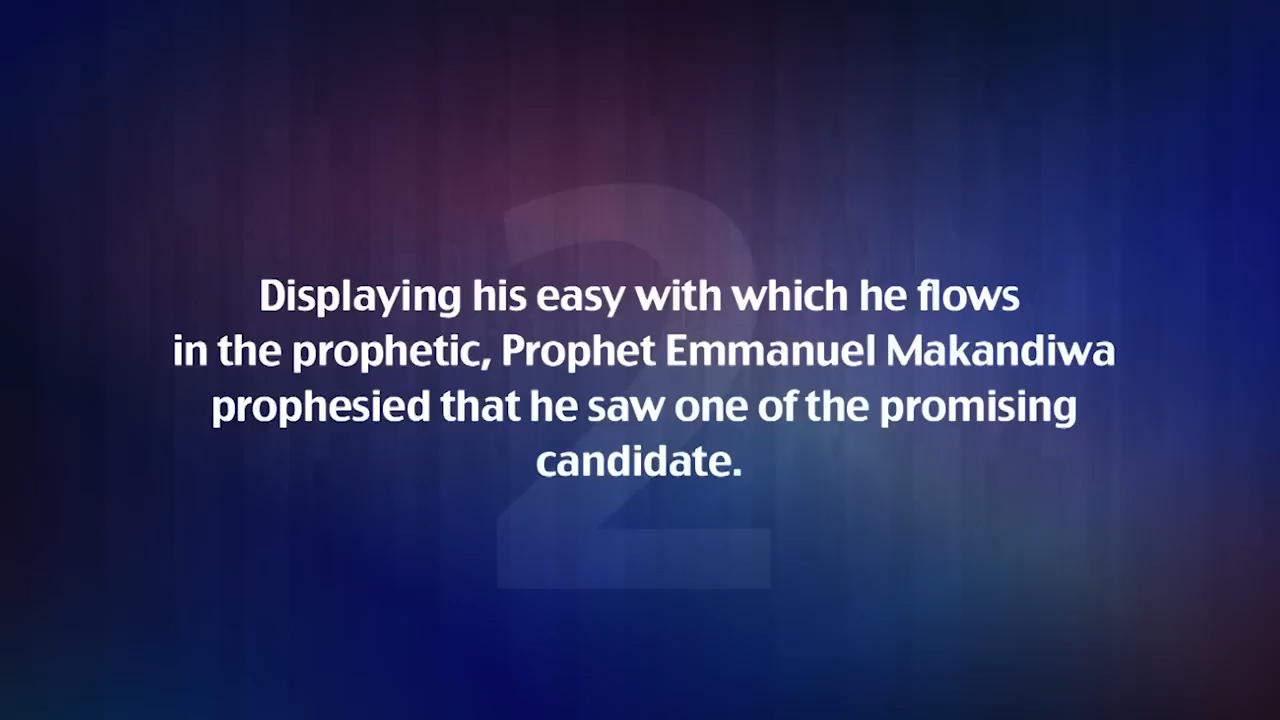 2
Displaying his easy with which he flows
in the prophetic, Prophet Emmanuel Makandiwa
prophesied that he saw one of the promising
candidate.